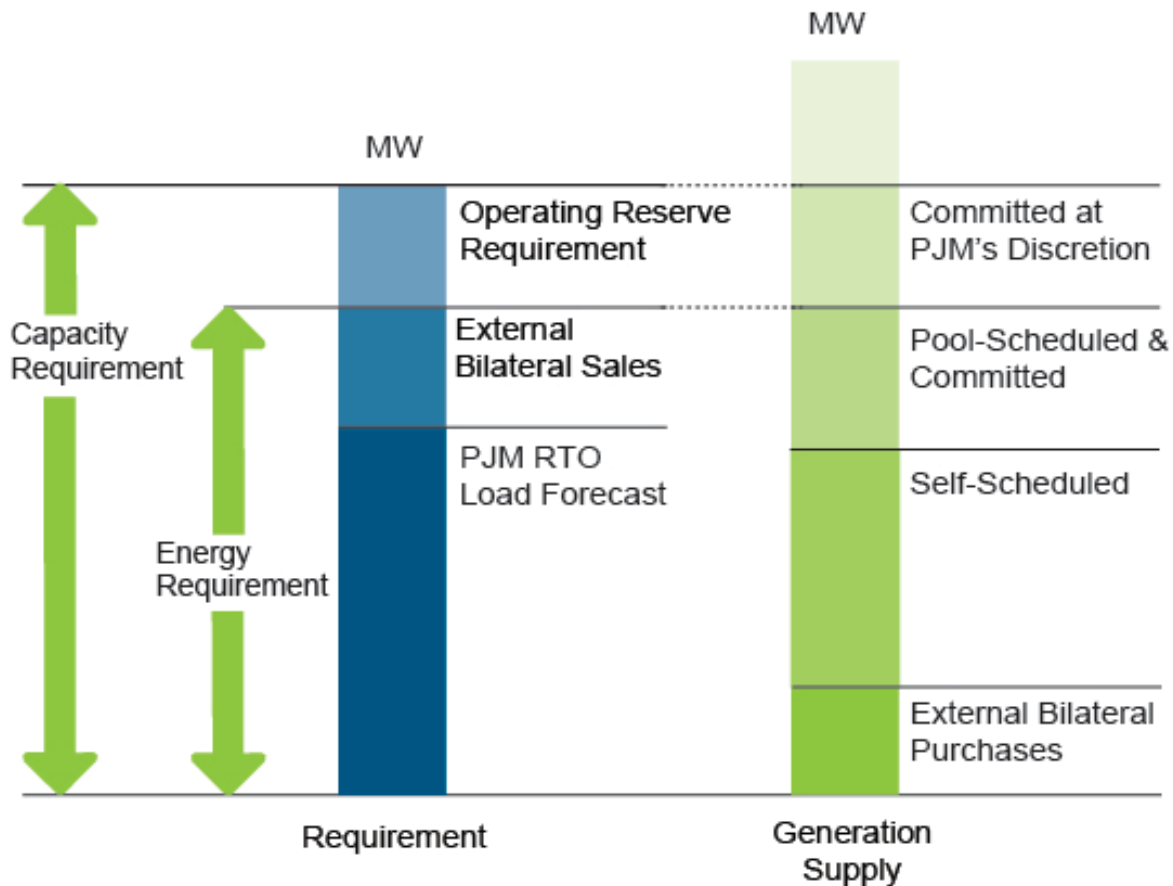 MW
MW
Operating Reserve
Requirement
Committed at
PJM's Discretion
Capacity
Requirement
External
Bilateral Sales
Pool-Scheduled &
Committed
PJM RTO
Load Forecast
Self-Scheduled
Energy
Requirement
External Bilateral
Purchases
Requirement
Generation
Supply